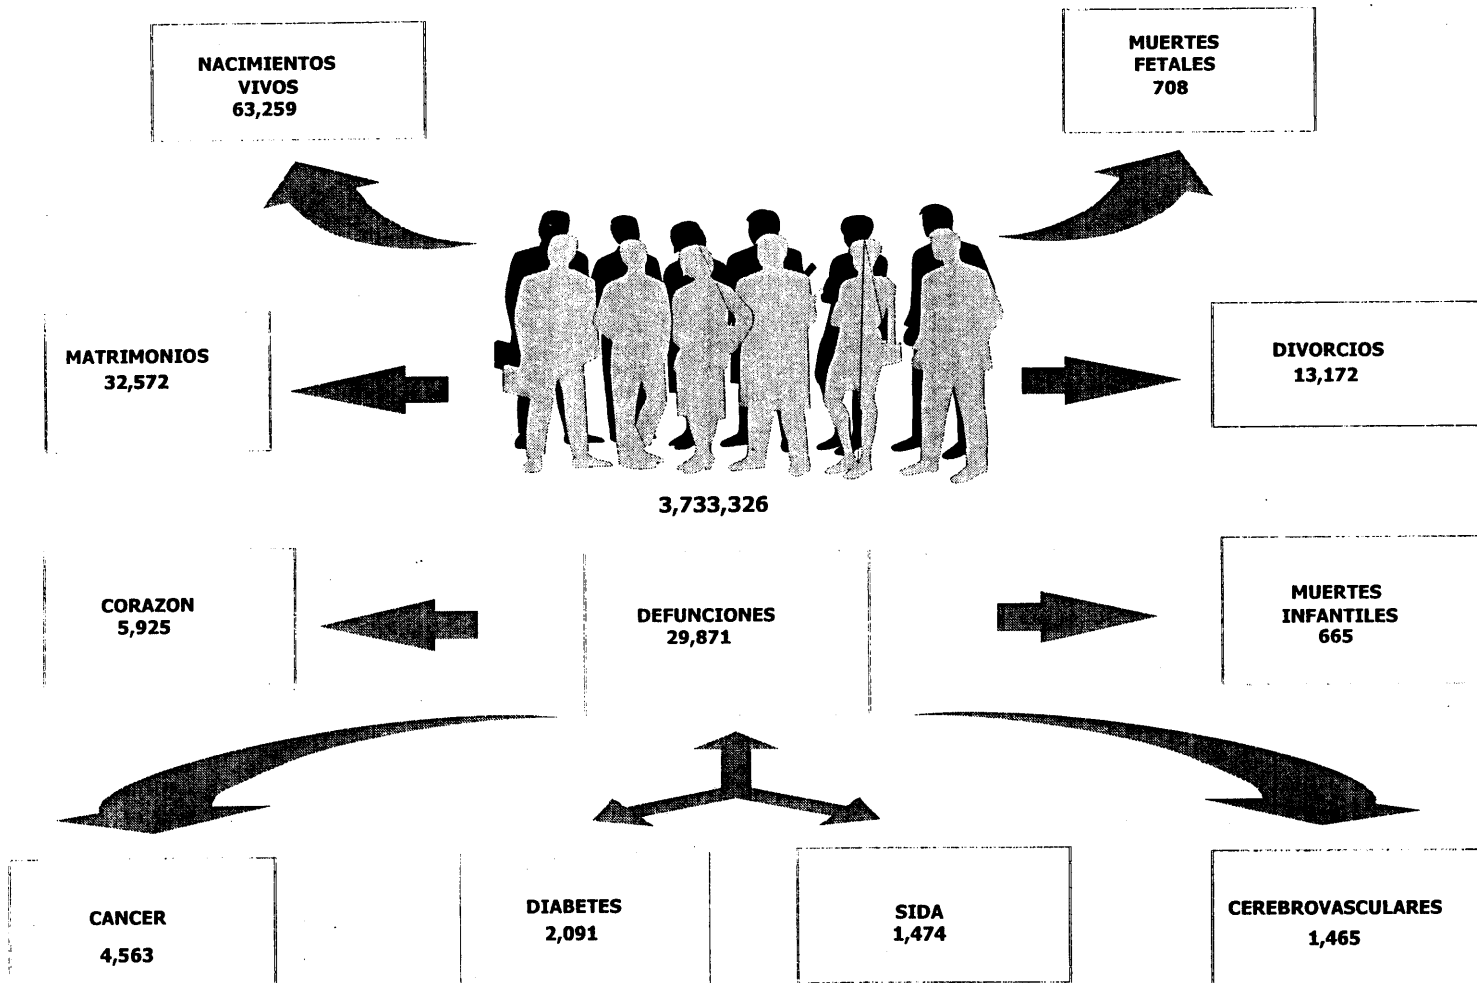 NACIMIENTOS
VIVOS
63,259
MUERTES
FETALES
708
MATRIMONIOS
32,572
DIVORCIOS
13,172
3,733,326
CORAZON
5,925
DEFUNCIONES
29,871
MUERTES
INFANTILES
665
CANCER
4,563
DIABETES
2,091
SIDA
1,474
CEREBROVASCULARES
1,465